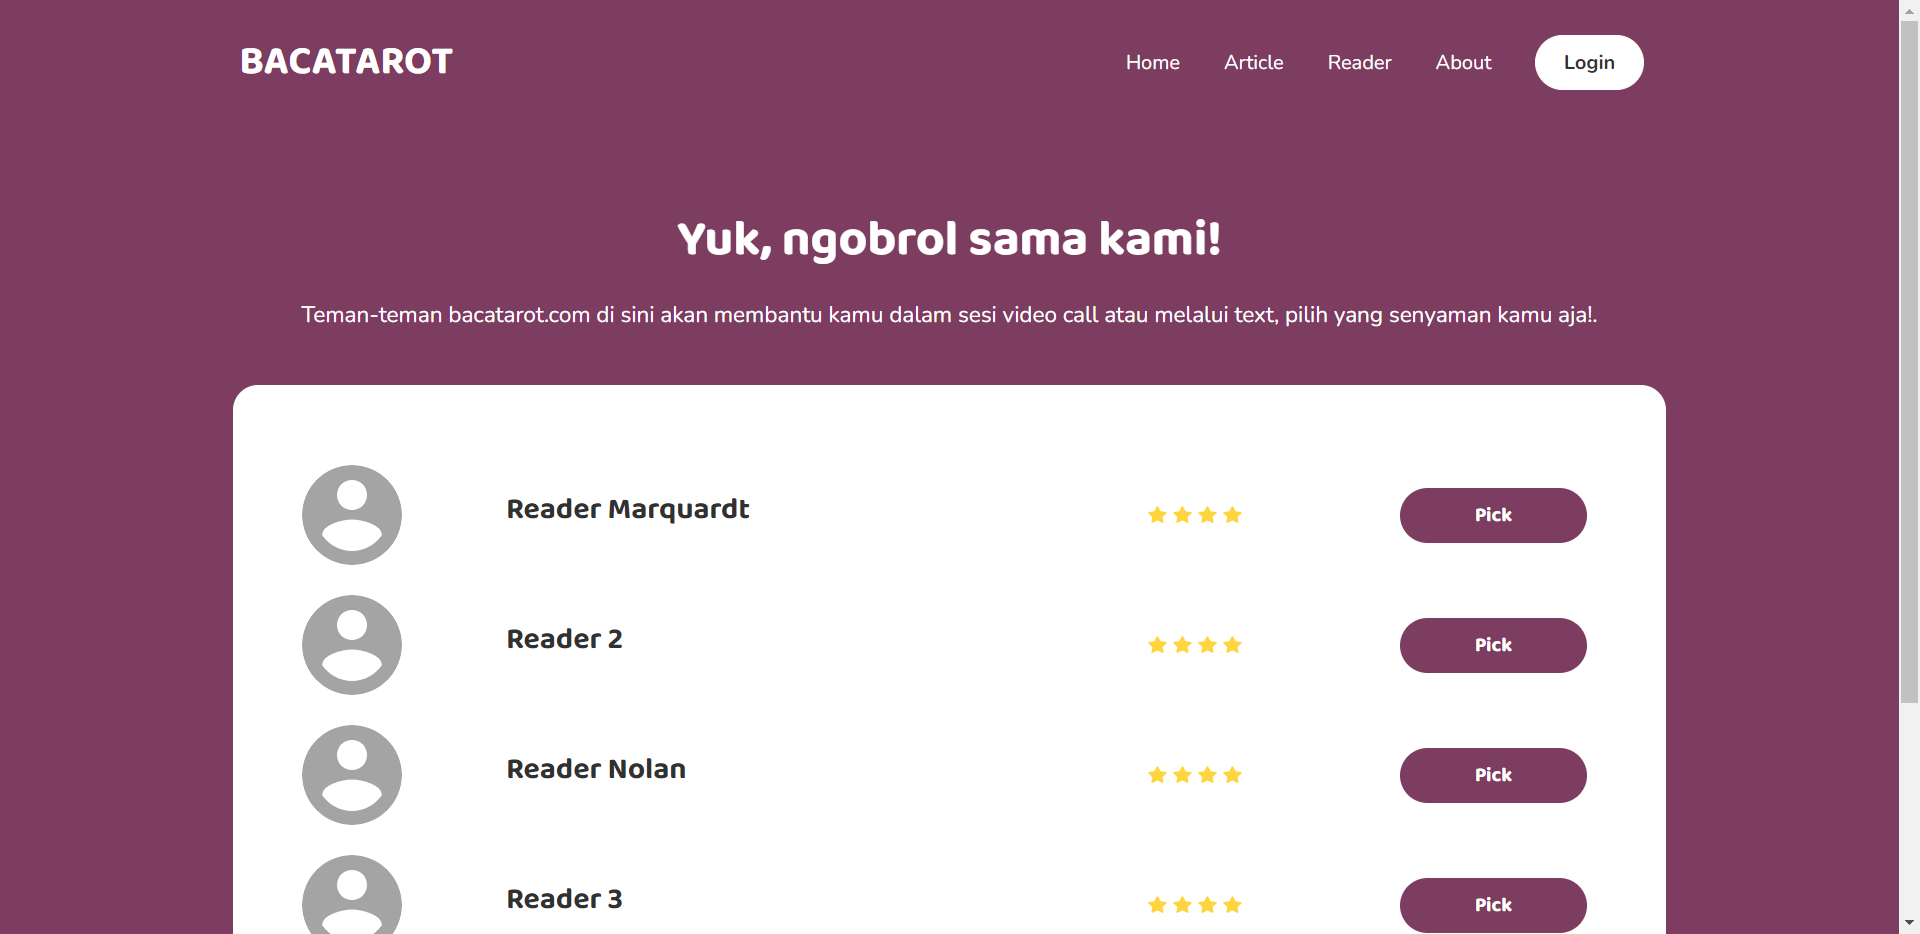 BACATAROT
Home Article Reader About Login
Yuk, ngobrol sama kami!
Teman-teman bacatarot.com di sini akan membantu kamu dalam sesi video call atau melalui text, pilih yang senyaman kamu aja!.
Reader Marquardt Pick
Reader 2 Pick
Reader Nolan Pick
Reader 3 Pick